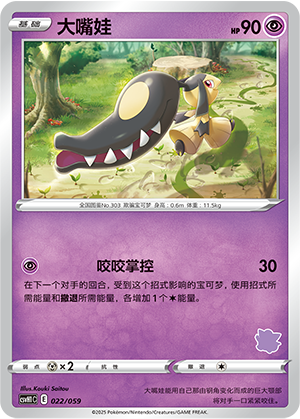 基础 大嘴娃 HP90
全国图鉴No.303 欺骗宝可梦 身高：0.6m 体重：11.5kg
咬咬掌控 30
在下一个对手的回合，受到这个招式影响的宝可梦，使用招式所
需能量和撤退所需能量，各增加1个能量。
弱点 ×2 抵抗力 撤退
Illus.Kouki Saitou
大嘴娃能用自己那由钢角变化而成的巨大颚部
将对手一口紧紧咬住。
022/059
©2025 Pokémon/Nintendo/Creatures/GAME FREAK.